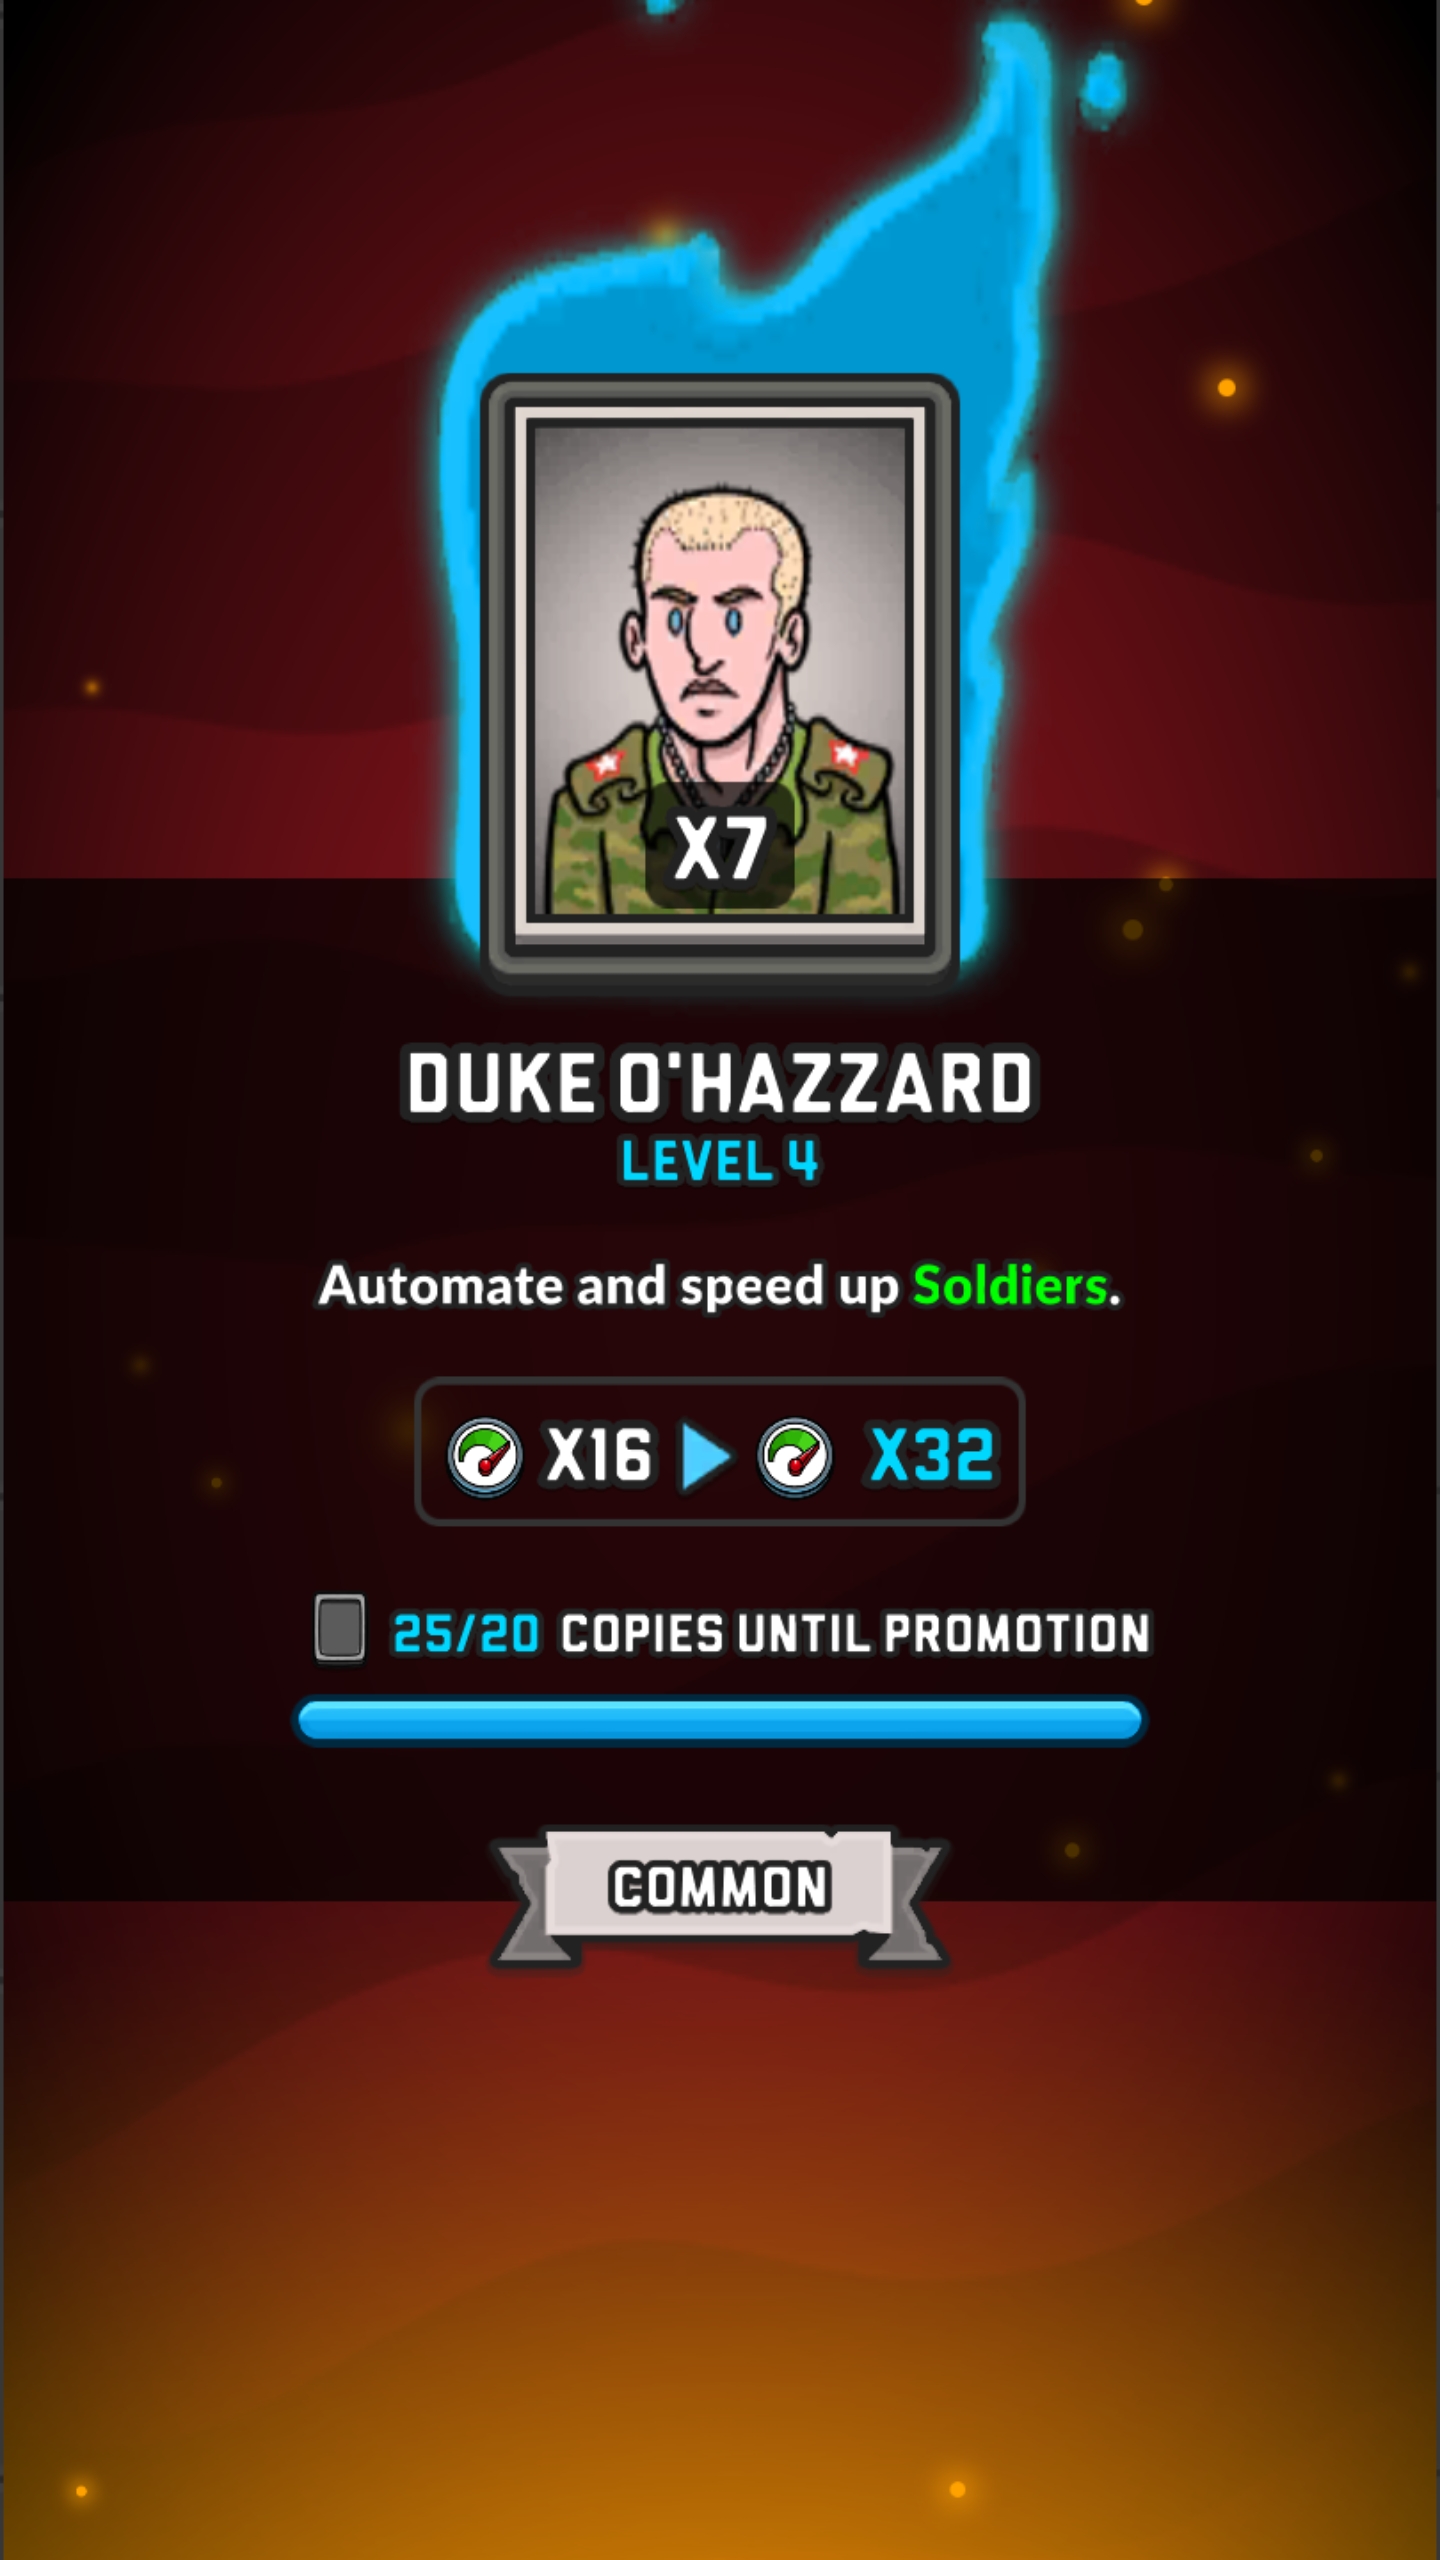 X7
DUKE O'HAZZARD
LEVEL 4
Automate and speed up Soldiers.
X16 X32
25/20 COPIES UNTIL PROMOTION
COMMON